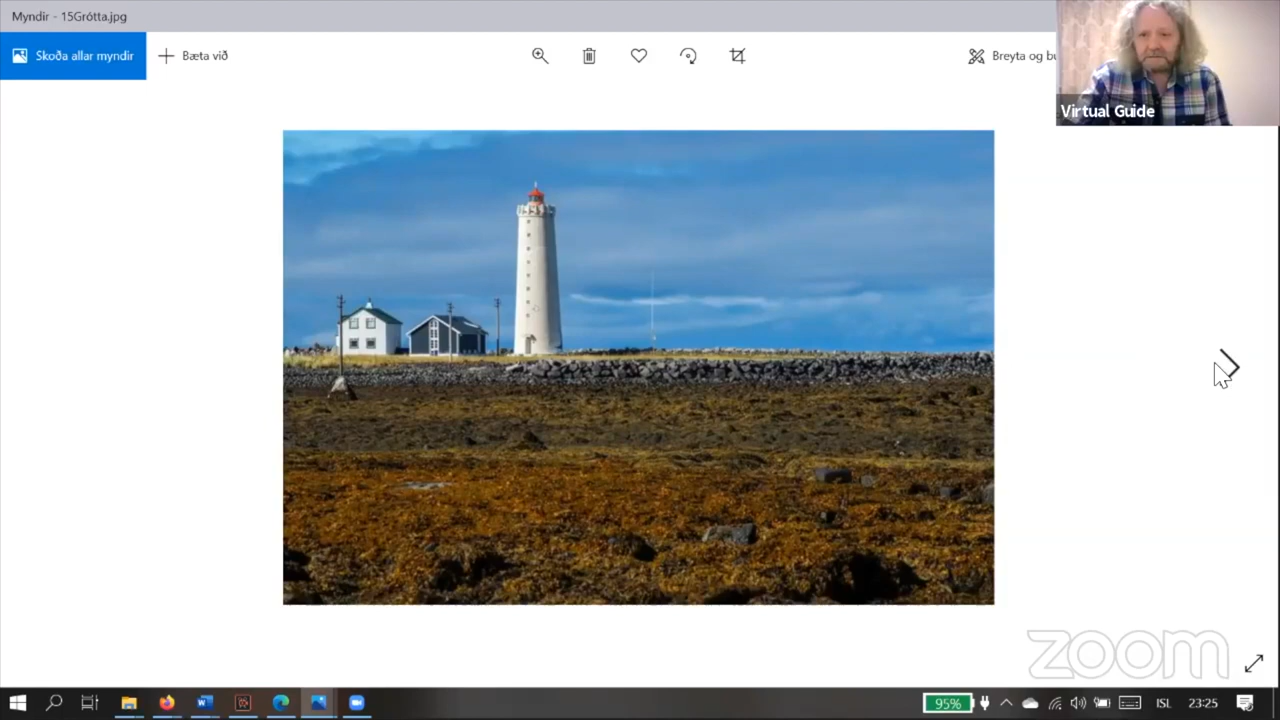 Myndir - 15Grótta.jpg
Skoða allar myndir
Bæta við
Breyta og bu
Virtual Guide
zoom
95%
ISL
23:25